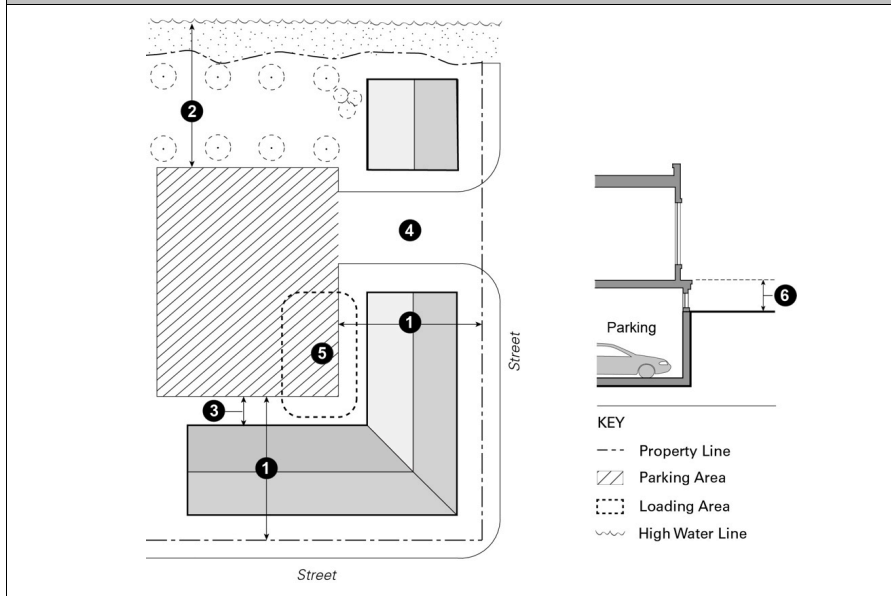 2
4
1
5
3
1
Street
Street
6
Parking
KEY
Property Line
Parking Area
Loading Area
High Water Line